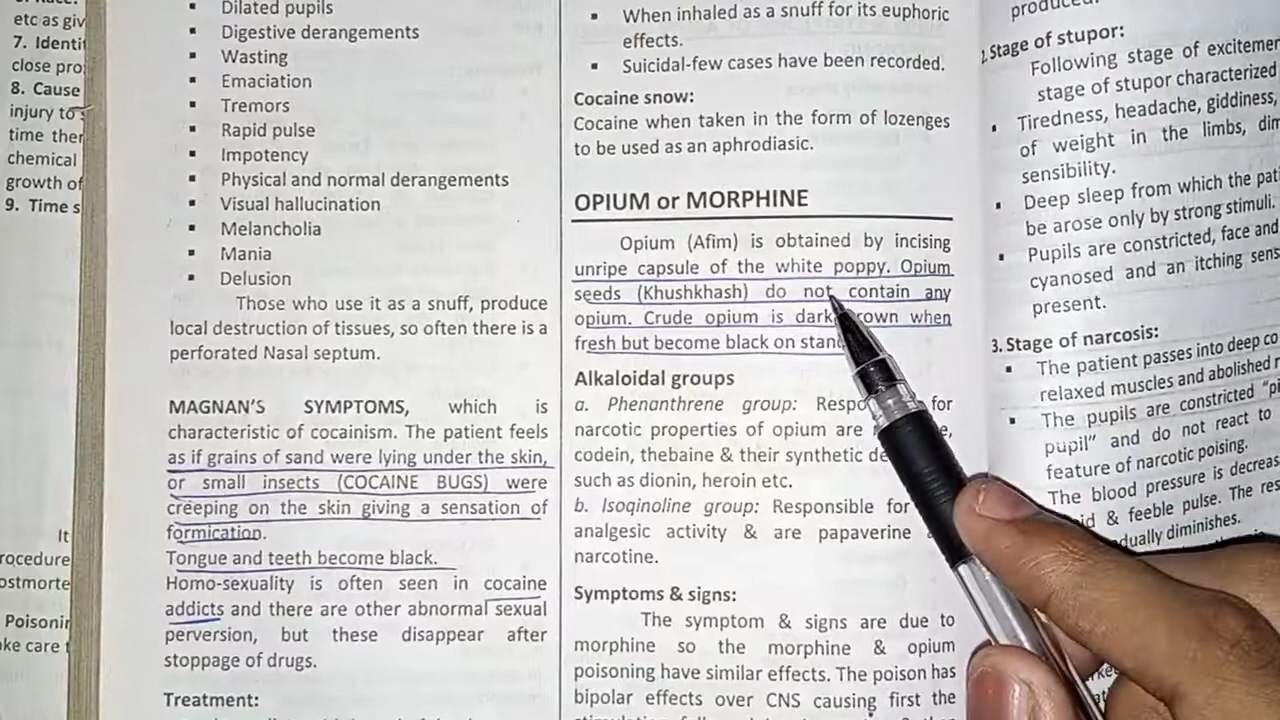 etc as giv
7. Identi
close pro
8. Cause
injury to
time ther
chemical
growth of
9. Time s
It
rocedure
ostmorte
Poisonin
ake care t
▪ Dilated pupils
▪ Digestive derangements
▪ Wasting
▪ Emaciation
▪ Tremors
▪ Rapid pulse
▪ Impotency
▪ Physical and normal derangements
▪ Visual hallucination
▪ Melancholia
▪ Mania
▪ Delusion
Those who use it as a snuff, produce
local destruction of tissues, so often there is a
perforated Nasal septum.
MAGNAN'S SYMPTOMS, which is
characteristic of cocainism. The patient feels
as if grains of sand were lying under the skin,
or small insects (COCAINE BUGS) were
creeping on the skin giving a sensation of
formication.
Tongue and teeth become black.
Homo-sexuality is often seen in cocaine
addicts and there are other abnormal sexual
perversion, but these disappear after
stoppage of drugs.
Treatment:
▪ When inhaled as a snuff for its euphoric
effects.
▪ Suicidal-few cases have been recorded.
Cocaine snow:
Cocaine when taken in the form of lozenges
to be used as an aphrodiasic.
OPIUM or MORPHINE
Opium (Afim) is obtained by incising
unripe capsule of the white poppy. Opium
seeds (Khushkhash) do not contain any
opium. Crude opium is dark rown when
fresh but become black on stan
Alkaloidal groups
a. Phenanthrene group: Respo for
narcotic properties of opium are
codein, thebaine & their synthetic de
such as dionin, heroin etc.
b. Isoqinoline group: Responsible for
analgesic activity & are papaverine
narcotine.
Symptoms & signs:
The symptom & signs are due to
morphine so the morphine & opium
poisoning have similar effects. The poison has
bipolar effects over CNS causing first the
produced.
2. Stage of stupor:
Following stage of excitemer
stage of stupor characterized
▪ Tiredness, headache, giddiness,
of weight in the limbs, dim
sensibility.
▪ Deep sleep from which the pati
be arose only by strong stimuli.
▪ Pupils are constricted, face and
cyanosed and an itching sens
present.
3. Stage of narcosis:
▪ The patient passes into deep co
relaxed muscles and abolished r
▪ The pupils are constricted "pi
pupil" and do not react to
feature of narcotic poisoning.
The blood pressure is decreas
id & feeble pulse. The res
dually diminishes.